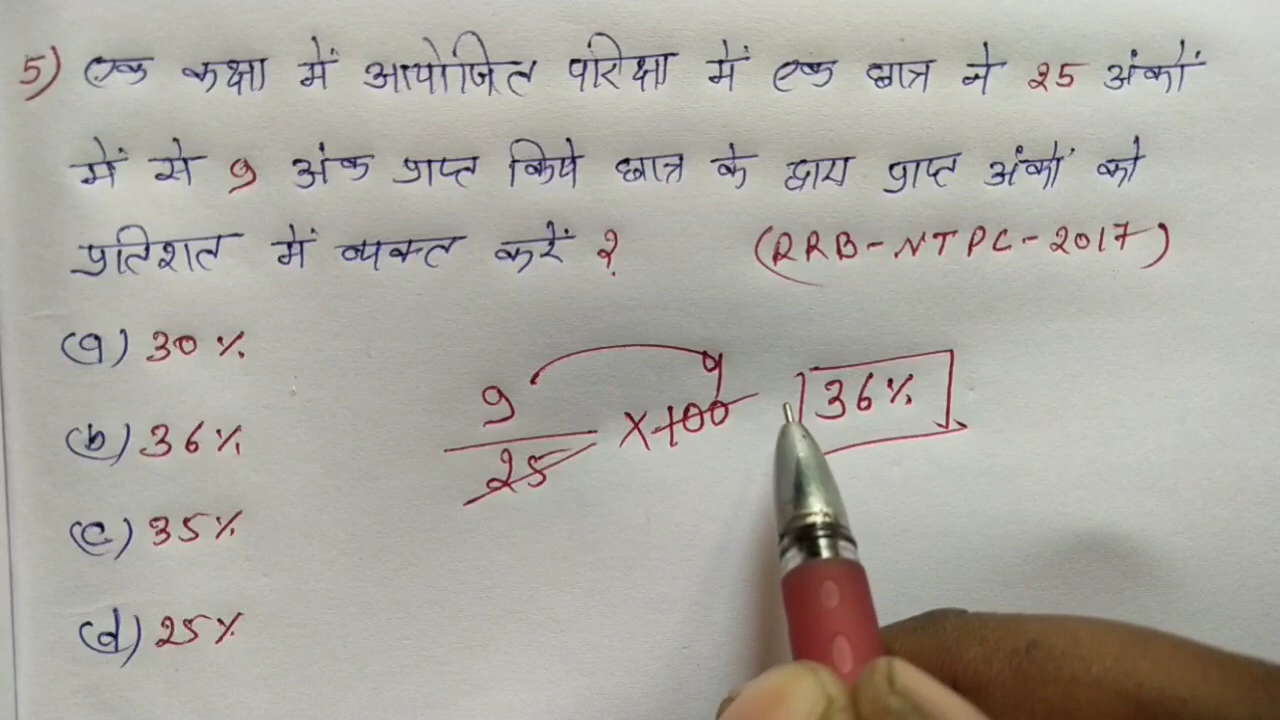 5) एक कक्षा में आयोजित परिक्षा में एक छात्र ने 25 अंकों
में से 9 अंक प्राप्त किये छात्र के द्वारा प्राप्त अंकों को
प्रतिशत में व्यक्त करें ? (RRB-NTPC-2017)
(a) 30%
(b) 36%
(c) 35%
(d) 25%
9/25 × 100 4 36%